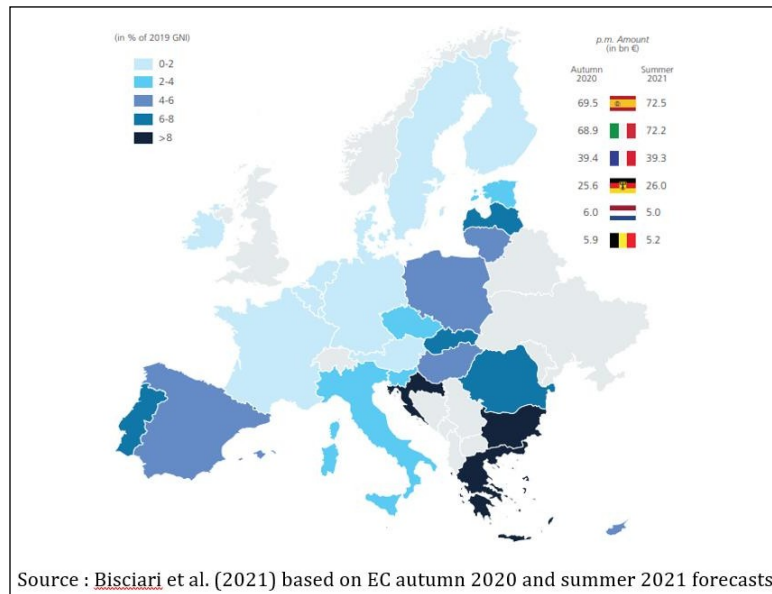 (in % of 2019 GNI)
0-2
2-4
4-6
6-8
>8
p.m. Amount
(in bn €)
Autumn 2020 Summer 2021
69.5 72.5
68.9 72.2
39.4 39.3
25.6 26.0
6.0 5.0
5.9 5.2
Source : Bisciari et al. (2021) based on EC autumn 2020 and summer 2021 forecasts